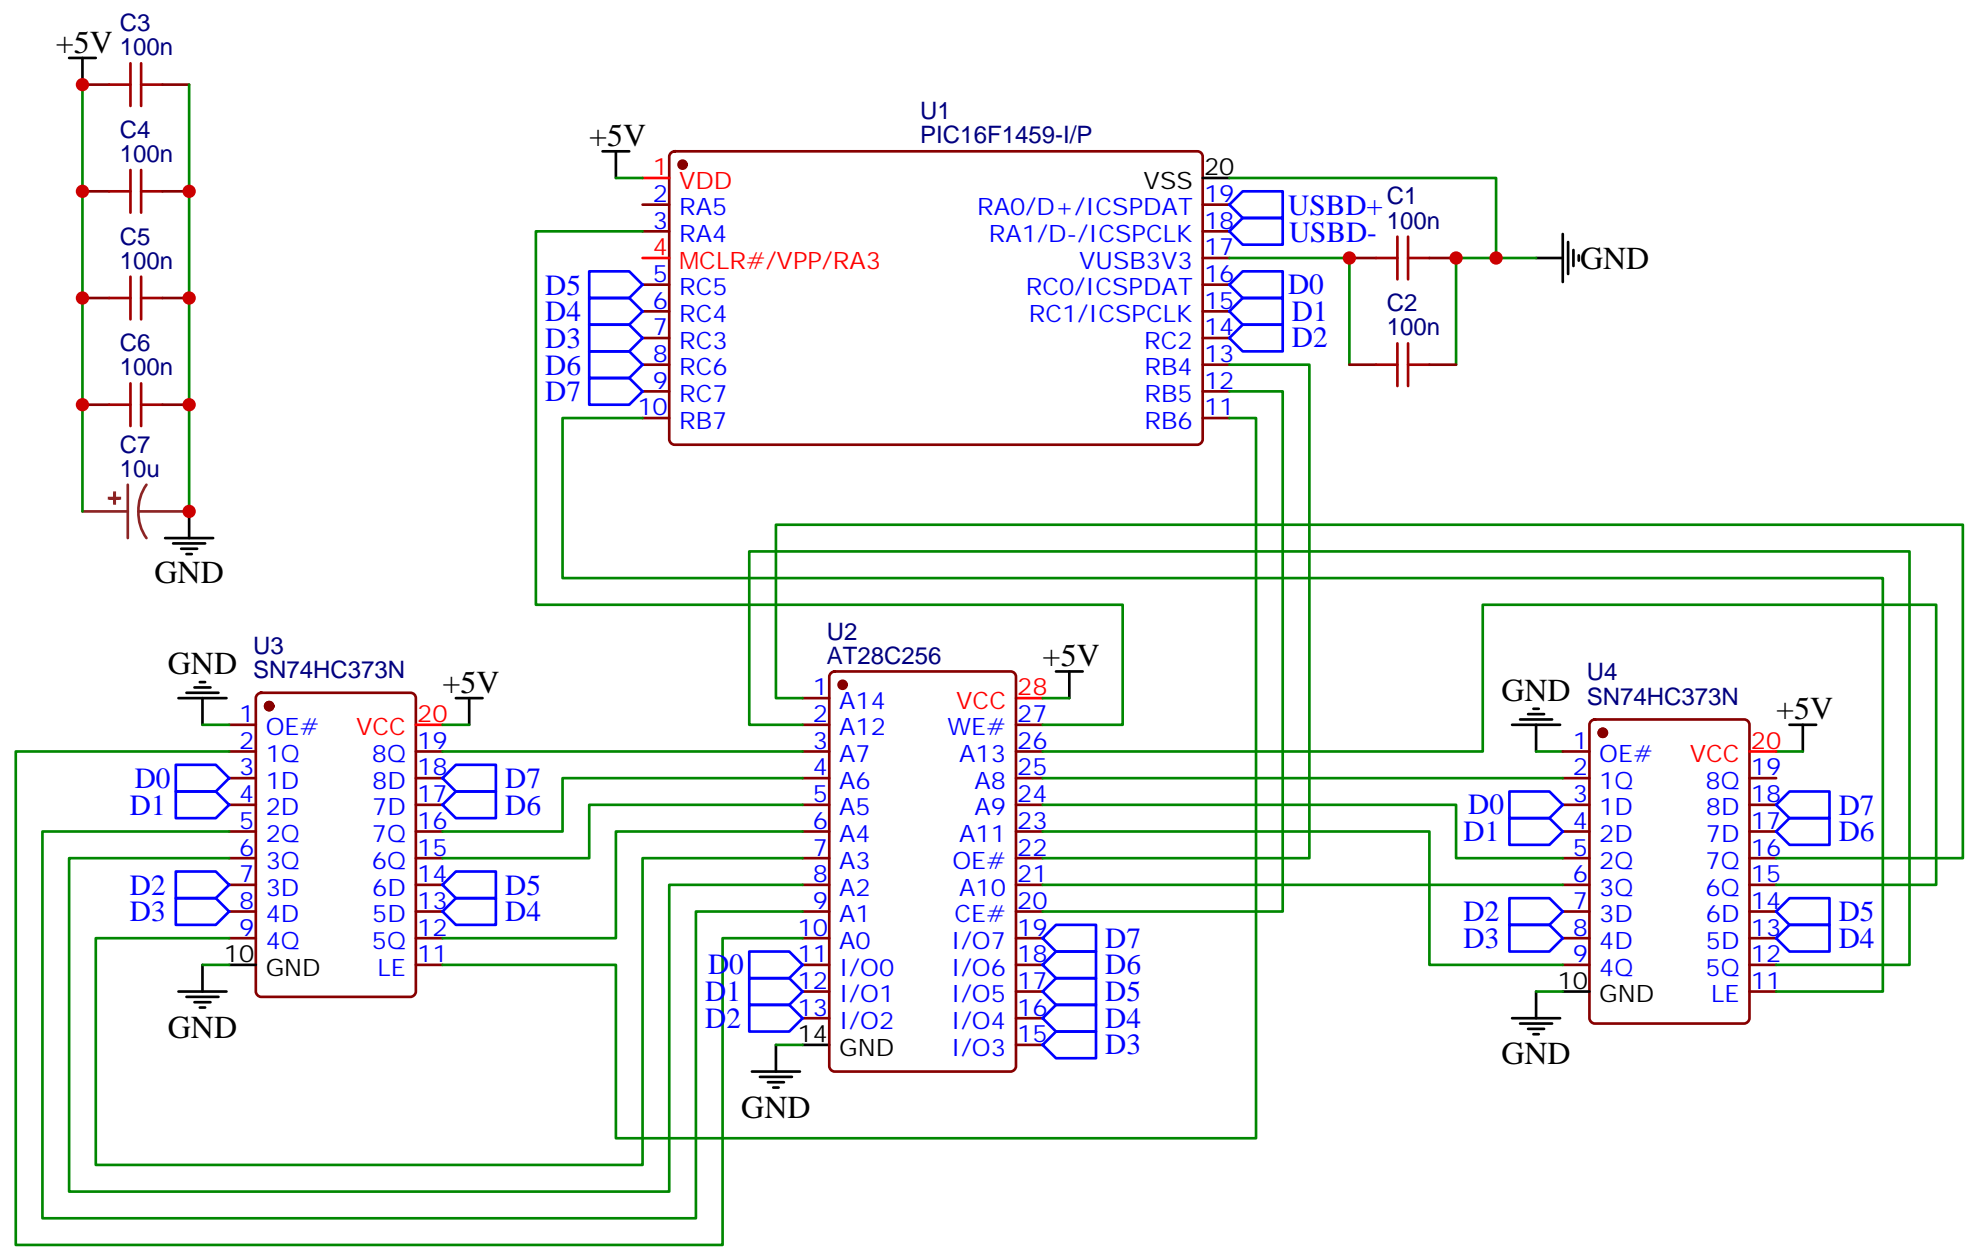 C3
100n
+5V
C4
100n
C5
100n
C6
100n
C7
10u
+
GND
U1
PIC16F1459-I/P
+5V
1 VDD
2 RA5
3 RA4
4 MCLR#/VPP/RA3
D5 5 RC5
D4 6 RC4
D3 7 RC3
D6 8 RC6
D7 9 RC7
10 RB7
VSS 20
RA0/D+/ICSPDAT 19 USBD+
RA1/D-/ICSPCLK 18 USBD-
VUSB3V3 17
RC0/ICSPDAT 16 D0
RC1/ICSPCLK 15 D1
RC2 14 D2
RB4 13
RB5 12
RB6 11
C1
100n
C2
100n
GND
U3
SN74HC373N
GND
+5V
1 OE# VCC 20
2 1Q 8Q 19
D0 3 1D 8D 18 D7
D1 4 2D 7D 17 D6
5 2Q 7Q 16
6 3Q 6Q 15
D2 7 3D 6D 14 D5
D3 8 4D 5D 13 D4
9 4Q 5Q 12
10 GND LE 11
GND
U2
AT28C256
+5V
1 A14 VCC 28
2 A12 WE# 27
3 A7 A13 26
4 A6 A8 25
5 A5 A9 24
6 A4 A11 23
7 A3 OE# 22
8 A2 A10 21
9 A1 CE# 20
10 A0 I/O7 19 D7
D0 11 I/O0 I/O6 18 D6
D1 12 I/O1 I/O5 17 D5
D2 13 I/O2 I/O4 16 D4
14 GND I/O3 15 D3
GND
U4
SN74HC373N
GND
+5V
1 OE# VCC 20
2 1Q 8Q 19
D0 3 1D 8D 18 D7
D1 4 2D 7D 17 D6
5 2Q 7Q 16
6 3Q 6Q 15
D2 7 3D 6D 14 D5
D3 8 4D 5D 13 D4
9 4Q 5Q 12
10 GND LE 11
GND